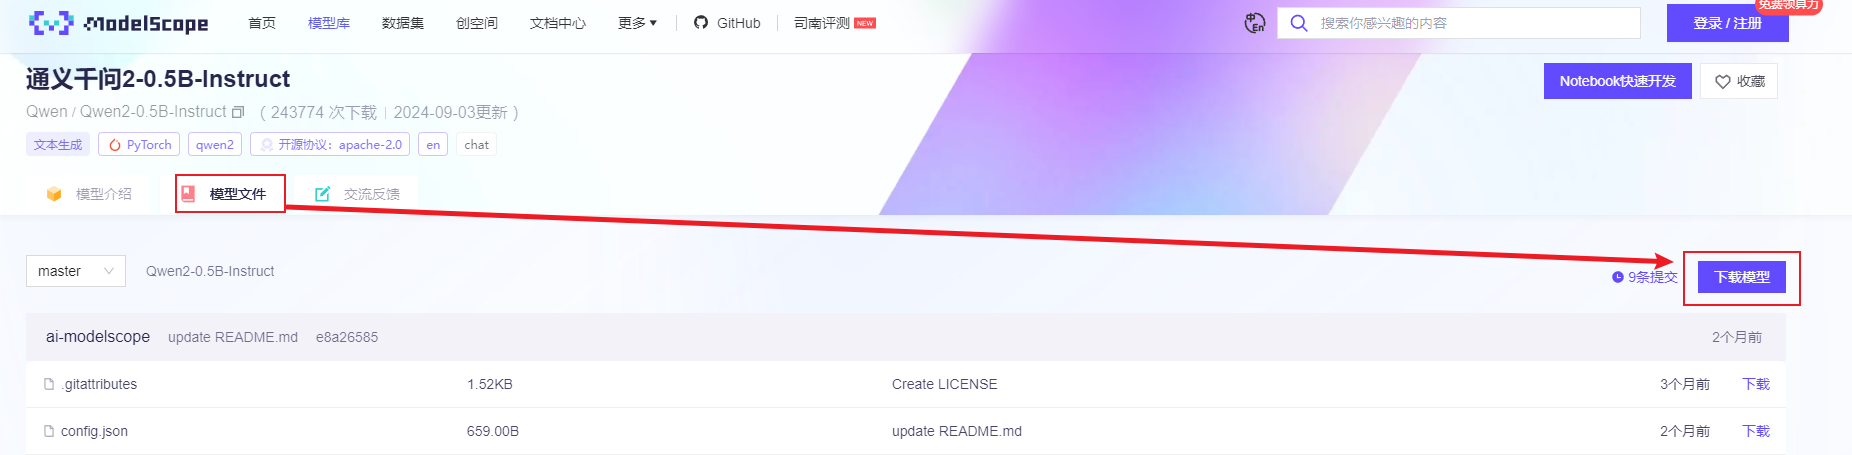 ModelScope 首页 模型库 数据集 创空间 文档中心 更多 GitHub 司南评测 NEW 中 En 搜索你感兴趣的内容 登录 / 注册 免费领算力
通义千问2-0.5B-Instruct Notebook快速开发 收藏
Qwen / Qwen2-0.5B-Instruct ( 243774 次下载 | 2024-09-03更新 )
文本生成 PyTorch qwen2 开源协议: apache-2.0 en chat
模型介绍 模型文件 交流反馈
master Qwen2-0.5B-Instruct 9条提交 下载模型
ai-modelscope update README.md e8a26585 2个月前
.gitattributes 1.52KB Create LICENSE 3个月前 下载
config.json 659.00B update README.md 2个月前 下载